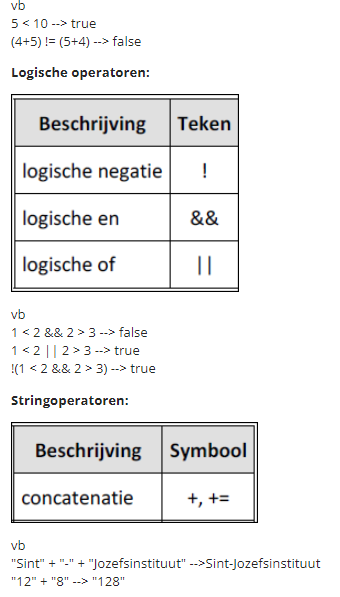 vb
5 < 10 --> true
(4+5) != (5+4) --> false
Logische operatoren:
Beschrijving Teken
logische negatie !
logische en &&
logische of ||
vb
1 < 2 && 2 > 3 --> false
1 < 2 || 2 > 3 --> true
!(1 < 2 && 2 > 3) --> true
Stringoperatoren:
Beschrijving Symbool
concatenatie +, +=
vb
"Sint" + "-" + "Jozefsinstituut" -->Sint-Jozefsinstituut
"12" + "8" --> "128"